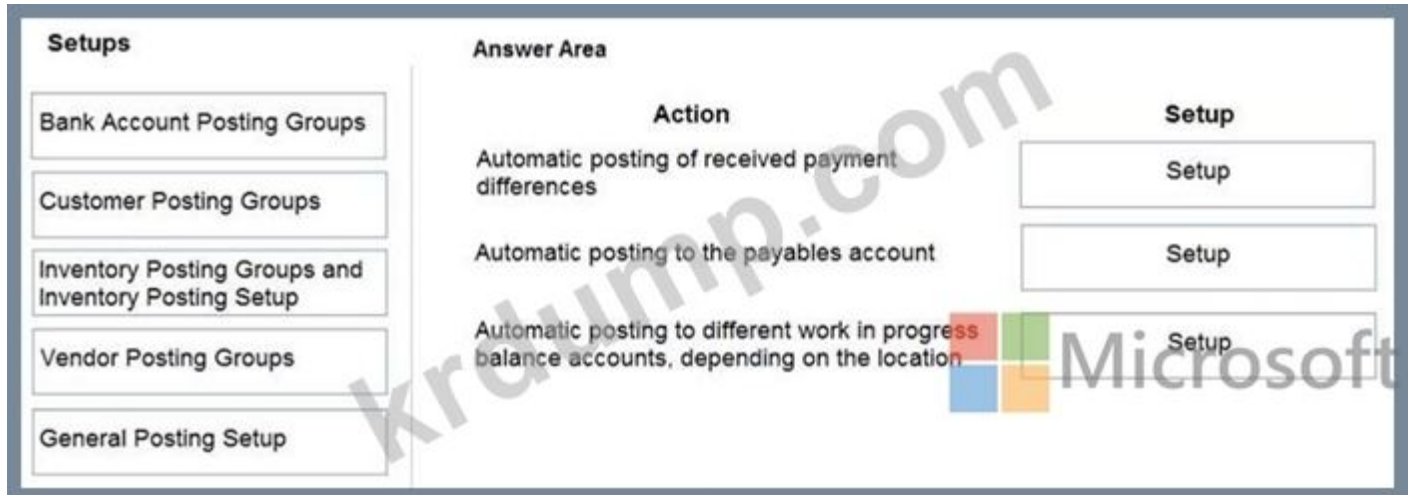 Setups
Bank Account Posting Groups
Customer Posting Groups
Inventory Posting Groups and
Inventory Posting Setup
Vendor Posting Groups
General Posting Setup
Answer Area
Action
Setup
Automatic posting of received payment
differences
Setup
Automatic posting to the payables account
Setup
Automatic posting to different work in progress
balance accounts, depending on the location
Setup
krdump.com
Microsoft